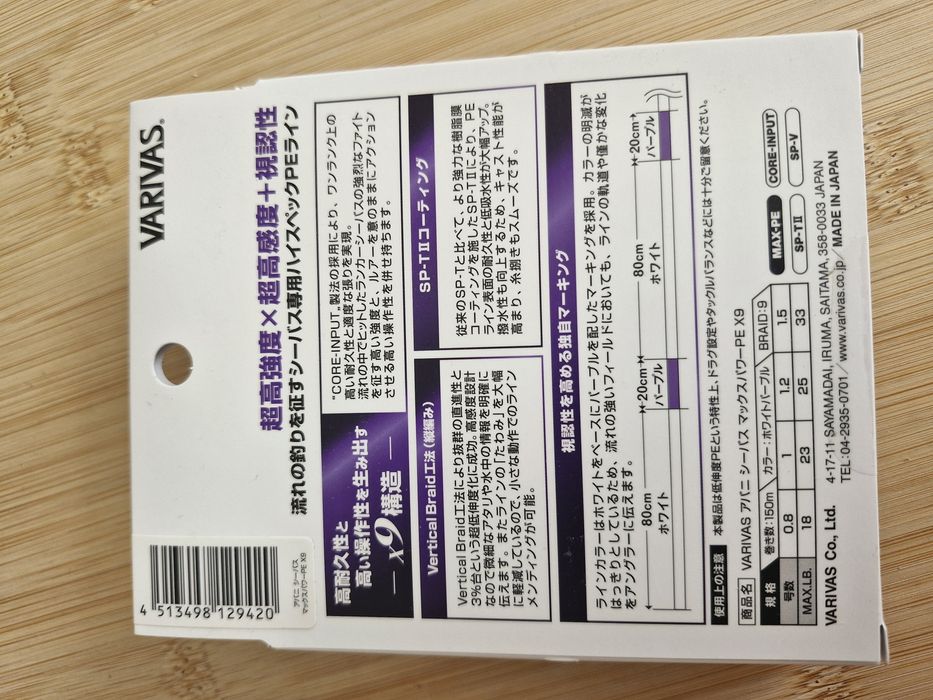 VARIVAS®
超高強度×超高感度+視認性
流れの釣りを征すシーバス専用ハイスペックPEライン
高耐久性と
高い操作性を生み出す
— x9構造 —
“CORE-INPUT„製法の採用により、ワンランク上の
高い耐久性と適度な張りを実現。
流れの中でヒットしたランカーシーバスの強烈なファイト
を征す高い強度と、ルアーを意のままにアクション
させる高い操作性を併せ持ちます。
Vertical Braid工法(縦編み)
Vertical Braid工法により抜群の直進性と
3%台という超低伸度化に成功。高感度設計
なので微細なアタリや水中の情報を明確に
伝えます。またラインの「たわみ」を大幅
に軽減しているので、小さな動作でのライン
メンディングが可能。
SP-TⅡコーティング
従来のSP-Tと比べて、より強力な樹脂膜
コーティングを施したSP-TⅡにより、PE
ライン表面の耐久性と低吸水性が大幅アップ。
撥水性も向上するため、キャスト性能が
高まり、糸捌きもスムーズです。
視認性を高める独自マーキング
ラインカラーはホワイトをベースにパープルを配したマーキングを採用。カラーの明滅が
はっきりとしているため、流れの強いフィールドにおいても、ラインの軌道や僅かな変化
をアングラーに伝えます。
80cm
ホワイト
20cm
パープル
80cm
ホワイト
20cm
パープル
使用上の注意 本製品は低伸度PEという特性上、ドラグ設定やタックルバランスなどには十分ご留意ください。
商品名 VARIVAS アバニ シーバス マックスパワーPE X9
規格 巻き数:150m カラー:ホワイトパープル BRAID:9
号数 0.8 1 1.2 1.5
MAX.LB. 18 23 25 33
MAX-PE CORE-INPUT
SP-TⅡ SP-V
VARIVAS Co., Ltd.
4-17-11 SAYAMADAI, IRUMA, SAITAMA, 358-0033 JAPAN
TEL:04-2935-0701／www.varivas.co.jp／MADE IN JAPAN
4 513498 129420
アバニ シーバス
マックスパワーPE X9